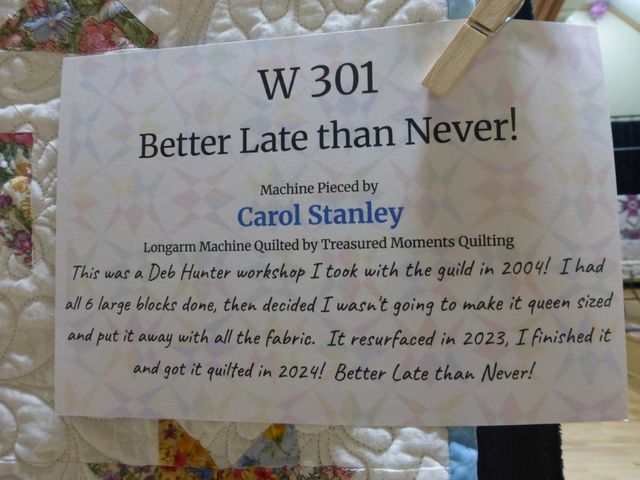 W 301
Better Late than Never!
Machine Pieced by
Carol Stanley
Longarm Machine Quilted by Treasured Moments Quilting
This was a Deb Hunter workshop I took with the guild in 2004! I had
all 6 large blocks done, then decided I wasn't going to make it queen sized
and put it away with all the fabric. It resurfaced in 2023, I finished it
and got it quilted in 2024! Better Late than Never!